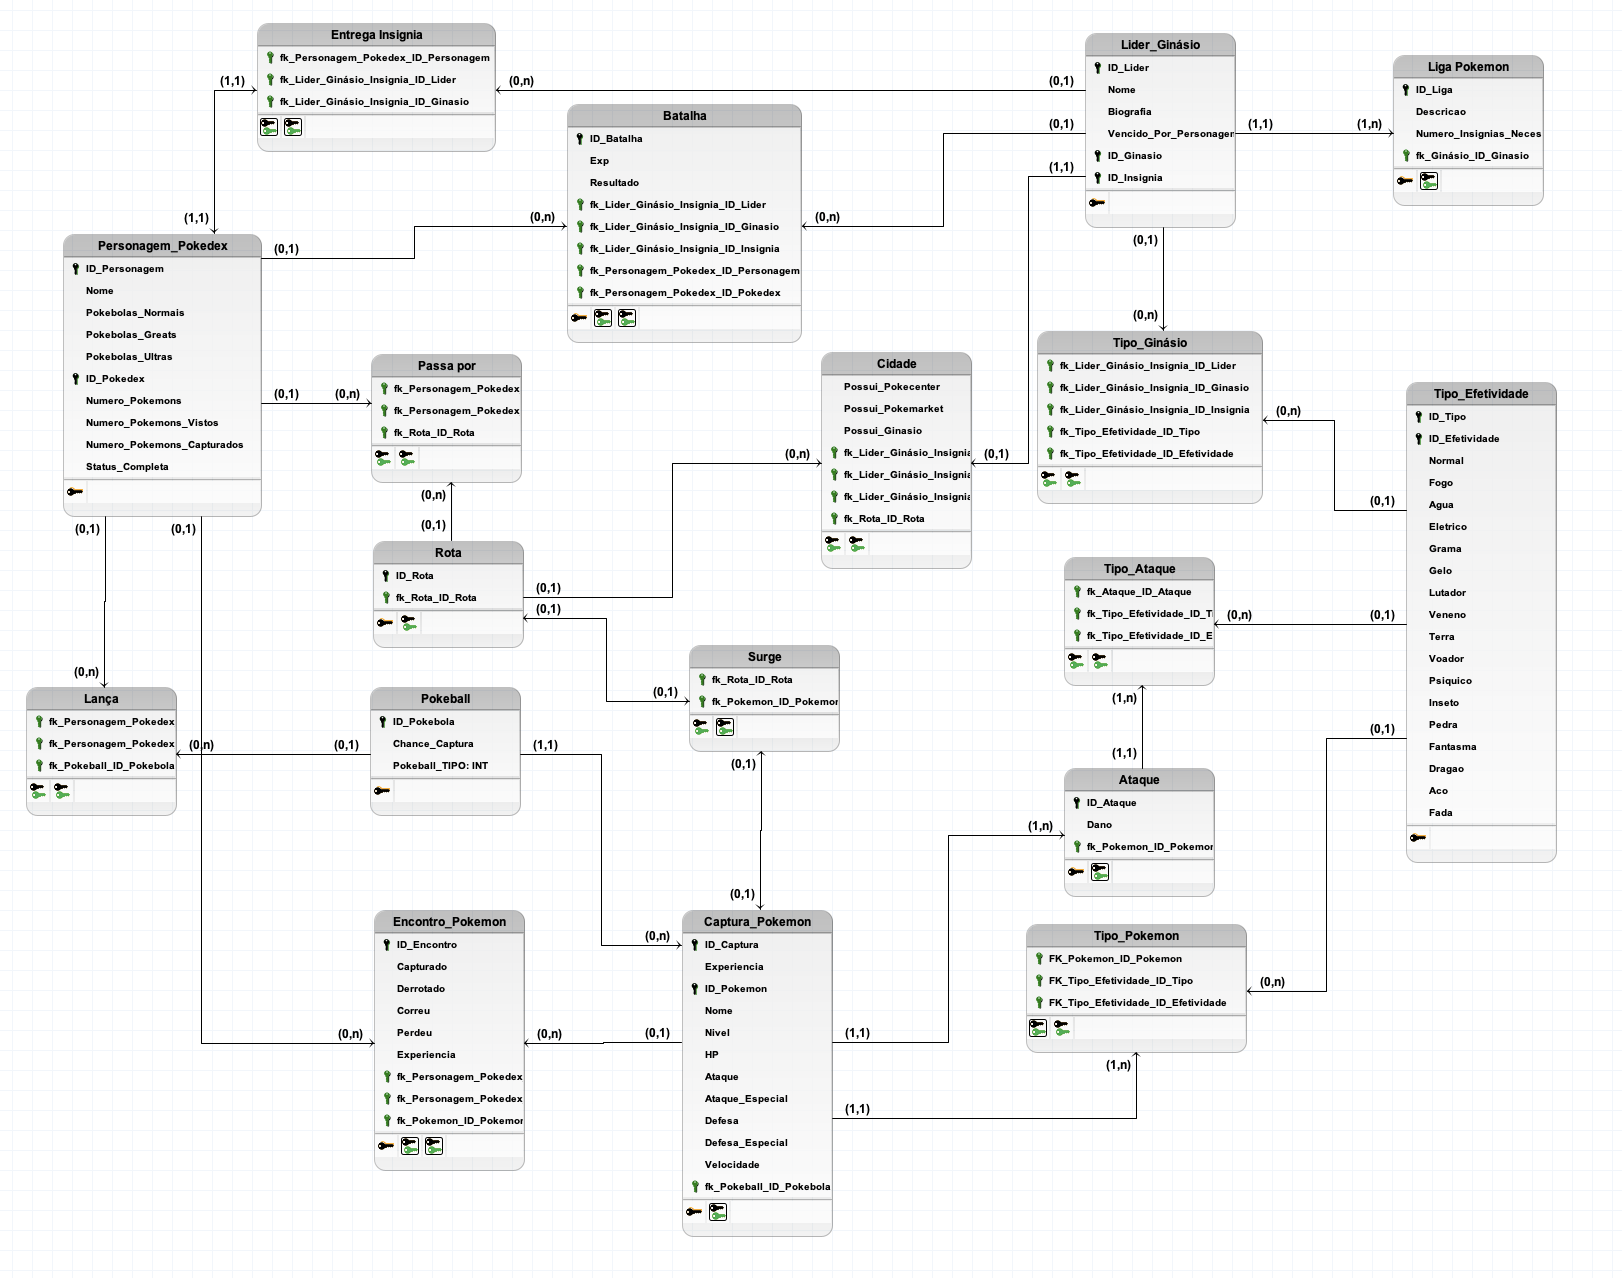 Entrega Insignia
fk_Personagem_Pokedex_ID_Personagem
fk_Lider_Ginásio_Insignia_ID_Lider
fk_Lider_Ginásio_Insignia_ID_Ginasio
(1,1)
(0,n)
(1,1)
Lider_Ginásio
ID_Lider
Nome
Biografia
Vencido_Por_Personagem
ID_Ginasio
ID_Insignia
(0,1)
(0,1)
(1,1)
(1,1)
(1,n)
(0,1)
Liga Pokemon
ID_Liga
Descricao
Numero_Insignias_Neces
fk_Ginásio_ID_Ginasio
Batalha
ID_Batalha
Exp
Resultado
fk_Lider_Ginásio_Insignia_ID_Lider
fk_Lider_Ginásio_Insignia_ID_Ginasio
fk_Lider_Ginásio_Insignia_ID_Insignia
fk_Personagem_Pokedex_ID_Personagem
fk_Personagem_Pokedex_ID_Pokedex
(0,n)
(0,n)
Personagem_Pokedex
ID_Personagem
Nome
Pokebolas_Normais
Pokebolas_Greats
Pokebolas_Ultras
ID_Pokedex
Numero_Pokemons
Numero_Pokemons_Vistos
Numero_Pokemons_Capturados
Status_Completa
(0,1)
(0,1)
(0,n)
(0,1)
(0,1)
Passa por
fk_Personagem_Pokedex
fk_Personagem_Pokedex
fk_Rota_ID_Rota
(0,n)
(0,1)
Cidade
Possui_Pokecenter
Possui_Pokemarket
Possui_Ginasio
fk_Lider_Ginásio_Insignia
fk_Lider_Ginásio_Insignia
fk_Lider_Ginásio_Insignia
fk_Rota_ID_Rota
(0,n)
(0,1)
(0,n)
Tipo_Ginásio
fk_Lider_Ginásio_Insignia_ID_Lider
fk_Lider_Ginásio_Insignia_ID_Ginasio
fk_Lider_Ginásio_Insignia_ID_Insignia
fk_Tipo_Efetividade_ID_Tipo
fk_Tipo_Efetividade_ID_Efetividade
(0,n)
Tipo_Efetividade
ID_Tipo
ID_Efetividade
Normal
Fogo
Agua
Eletrico
Grama
Gelo
Lutador
Veneno
Terra
Voador
Psiquico
Inseto
Pedra
Fantasma
Dragao
Aco
Fada
(0,1)
(0,1)
(0,1)
Rota
ID_Rota
fk_Rota_ID_Rota
(0,1)
(0,1)
Tipo_Ataque
fk_Ataque_ID_Ataque
fk_Tipo_Efetividade_ID_T
fk_Tipo_Efetividade_ID_E
(0,n)
(1,n)
(1,1)
Surge
fk_Rota_ID_Rota
fk_Pokemon_ID_Pokemon
(0,1)
(0,1)
(0,1)
(0,n)
Lança
fk_Personagem_Pokedex
fk_Personagem_Pokedex
fk_Pokeball_ID_Pokebola
(0,n)
Pokeball
ID_Pokebola
Chance_Captura
Pokeball_TIPO: INT
(0,1)
(1,1)
Ataque
ID_Ataque
Dano
fk_Pokemon_ID_Pokemon
(1,n)
Encontro_Pokemon
ID_Encontro
Capturado
Derrotado
Correu
Perdeu
Experiencia
fk_Personagem_Pokedex
fk_Personagem_Pokedex
fk_Pokemon_ID_Pokemon
(0,n)
(0,n)
Captura_Pokemon
ID_Captura
Experiencia
ID_Pokemon
Nome
Nivel
HP
Ataque
Ataque_Especial
Defesa
Defesa_Especial
Velocidade
fk_Pokeball_ID_Pokebola
(0,n)
(0,1)
(1,1)
(1,1)
Tipo_Pokemon
FK_Pokemon_ID_Pokemon
FK_Tipo_Efetividade_ID_Tipo
FK_Tipo_Efetividade_ID_Efetividade
(0,n)
(1,n)